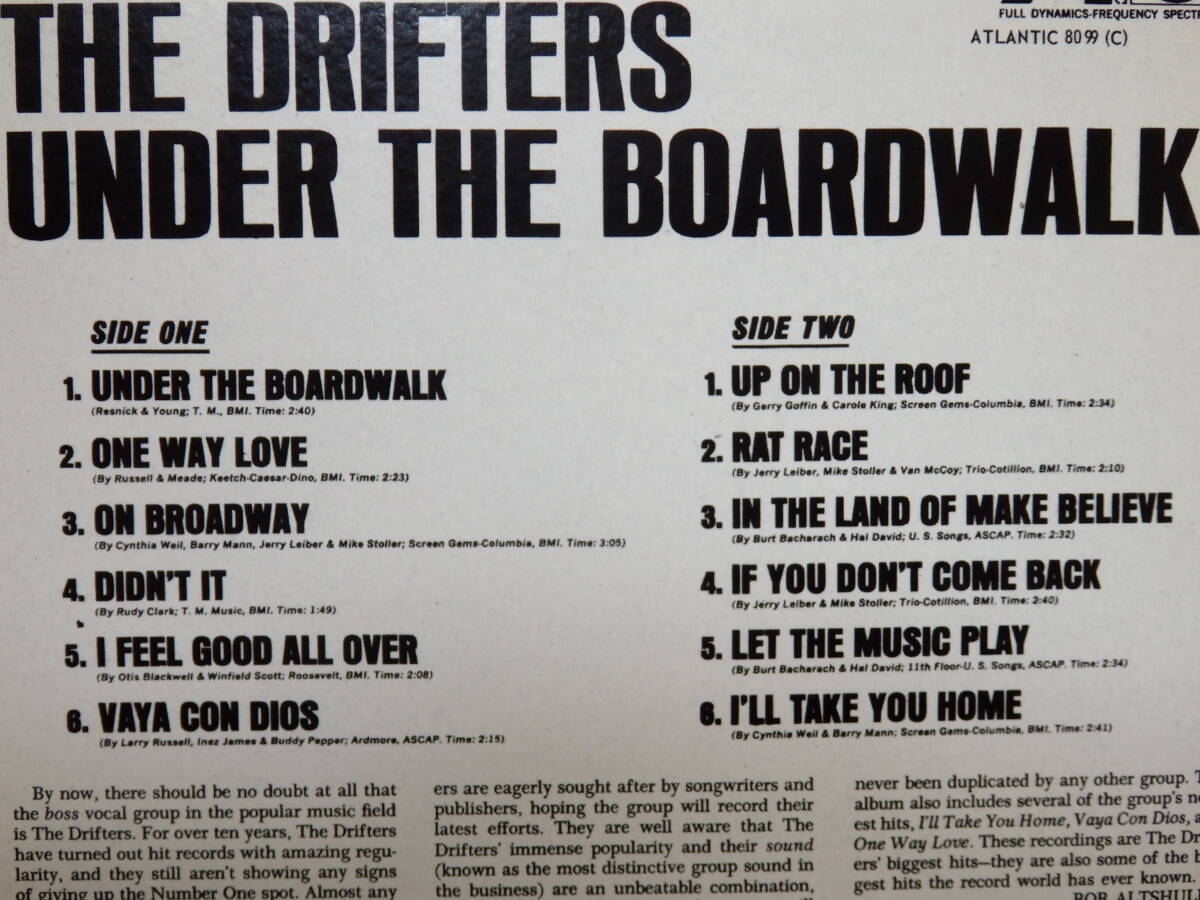 THE DRIFTERS
FULL DYNAMICS-FREQUENCY
ATLANTIC 8099 (C)
UNDER THE BOARDWALK
SIDE ONE
1. UNDER THE BOARDWALK
(Resnick & Young; T. M., BMI. Time: 2:40)
2. ONE WAY LOVE
(By Russell & Meade; Keetch-Caesar-Dino, BMI. Time: 2:23)
3. ON BROADWAY
(By Cynthia Weil, Barry Mann, Jerry Leiber & Mike Stoller; Screen Gems-Columbia, BMI. Time: 3:05)
4. DIDN'T IT
(By Rudy Clark; T. M. Music, BMI. Time: 1:49)
5. I FEEL GOOD ALL OVER
(By Otis Blackwell & Winfield Scott; Roosevelt, BMI. Time: 2:08)
6. VAYA CON DIOS
(By Larry Russell, Inez James & Buddy Pepper; Ardmore, ASCAP. Time: 2:15)
SIDE TWO
1. UP ON THE ROOF
(By Gerry Goffin & Carole King; Screen Gems-Columbia, BMI. Time: 2:34)
2. RAT RACE
(By Jerry Leiber, Mike Stoller & Van McCoy; Trio-Cotillion, BMI. Time: 2:10)
3. IN THE LAND OF MAKE BELIEVE
(By Burt Bacharach & Hal David; U. S. Songs, ASCAP. Time: 2:32)
4. IF YOU DON'T COME BACK
(By Jerry Leiber & Mike Stoller; Trio-Cotillion, BMI. Time: 2:40)
5. LET THE MUSIC PLAY
(By Burt Bacharach & Hal David; 11th Floor-U. S. Songs, ASCAP. Time: 2:34)
6. I'LL TAKE YOU HOME
(By Cynthia Weil & Barry Mann; Screen Gems-Columbia, BMI. Time: 2:41)
By now, there should be no doubt at all that
the boss vocal group in the popular music field
is The Drifters. For over ten years, The Drifters
have turned out hit records with amazing regu-
larity, and they still aren't showing any signs
of giving up the Number One spot. Almost any
ers are eagerly sought after by songwriters and
publishers, hoping the group will record their
latest efforts. They are well aware that The
Drifters' immense popularity and their sound
(known as the most distinctive group sound in
the business) are an unbeatable combination,
never been duplicated by any other group.
album also includes several of the group's
est hits, I'll Take You Home, Vaya Con Dios,
One Way Love. These recordings are The
ers' biggest hits—they are also some of the
gest hits the record world has ever known.
BOB